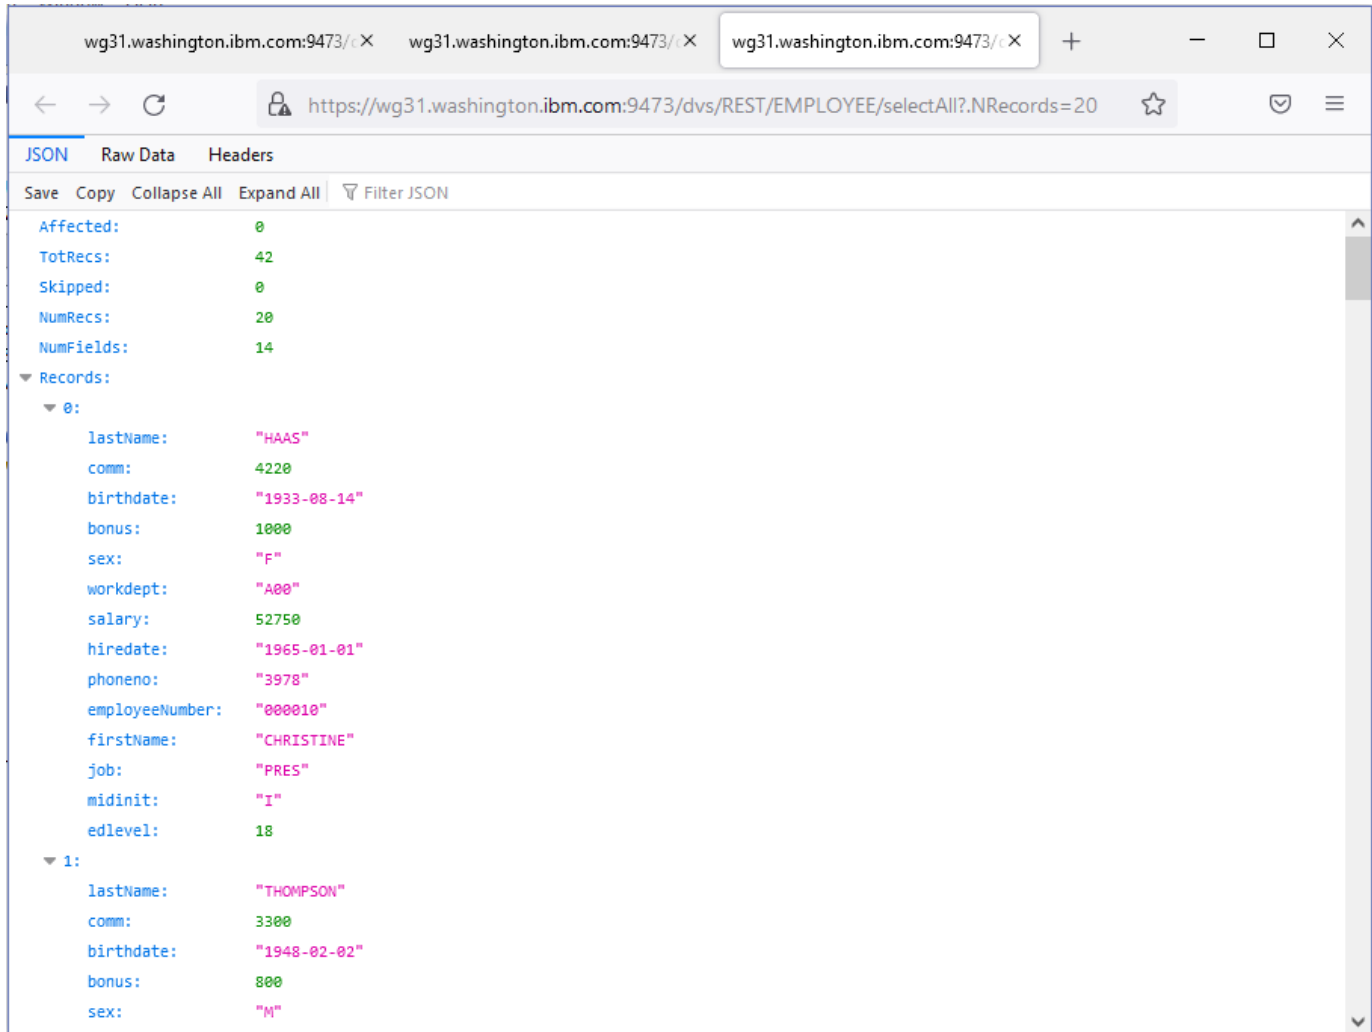 wg31.washington.ibm.com:9473/ wg31.washington.ibm.com:9473/ wg31.washington.ibm.com:9473/
https://wg31.washington.ibm.com:9473/dvs/REST/EMPLOYEE/selectAll?.NRecords=20
JSON Raw Data Headers
Save Copy Collapse All Expand All Filter JSON
Affected: 0
TotRecs: 42
Skipped: 0
NumRecs: 20
NumFields: 14
Records:
0:
lastName: "HAAS"
comm: 4220
birthdate: "1933-08-14"
bonus: 1000
sex: "F"
workdept: "A00"
salary: 52750
hiredate: "1965-01-01"
phoneno: "3978"
employeeNumber: "000010"
firstName: "CHRISTINE"
job: "PRES"
midinit: "I"
edlevel: 18
1:
lastName: "THOMPSON"
comm: 3300
birthdate: "1948-02-02"
bonus: 800
sex: "M"